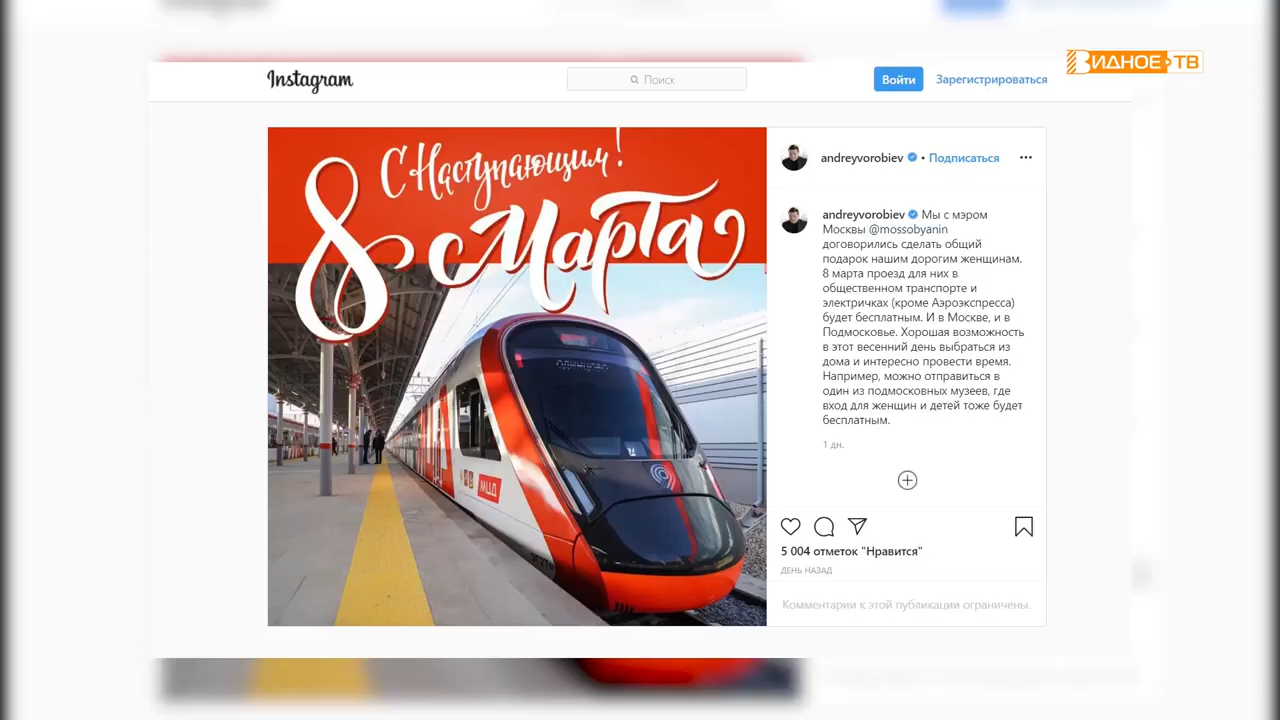 Instagram
Поиск
Войти
Зарегистрироваться
ВИДНОЕ·ТВ
С Наступающим!
8 Марта
ОДИНЦОВО
МЦД
andreyvorobiev • Подписаться
andreyvorobiev Мы с мэром
Москвы @mossobyanin
договорились сделать общий
подарок нашим дорогим женщинам.
8 марта проезд для них в
общественном транспорте и
электричках (кроме Аэроэкспресса)
будет бесплатным. И в Москве, и в
Подмосковье. Хорошая возможность
в этот весенний день выбраться из
дома и интересно провести время.
Например, можно отправиться в
один из подмосковных музеев, где
вход для женщин и детей тоже будет
бесплатным.
1 дн.
5 004 отметок "Нравится"
ДЕНЬ НАЗАД
Комментарии к этой публикации ограничены.